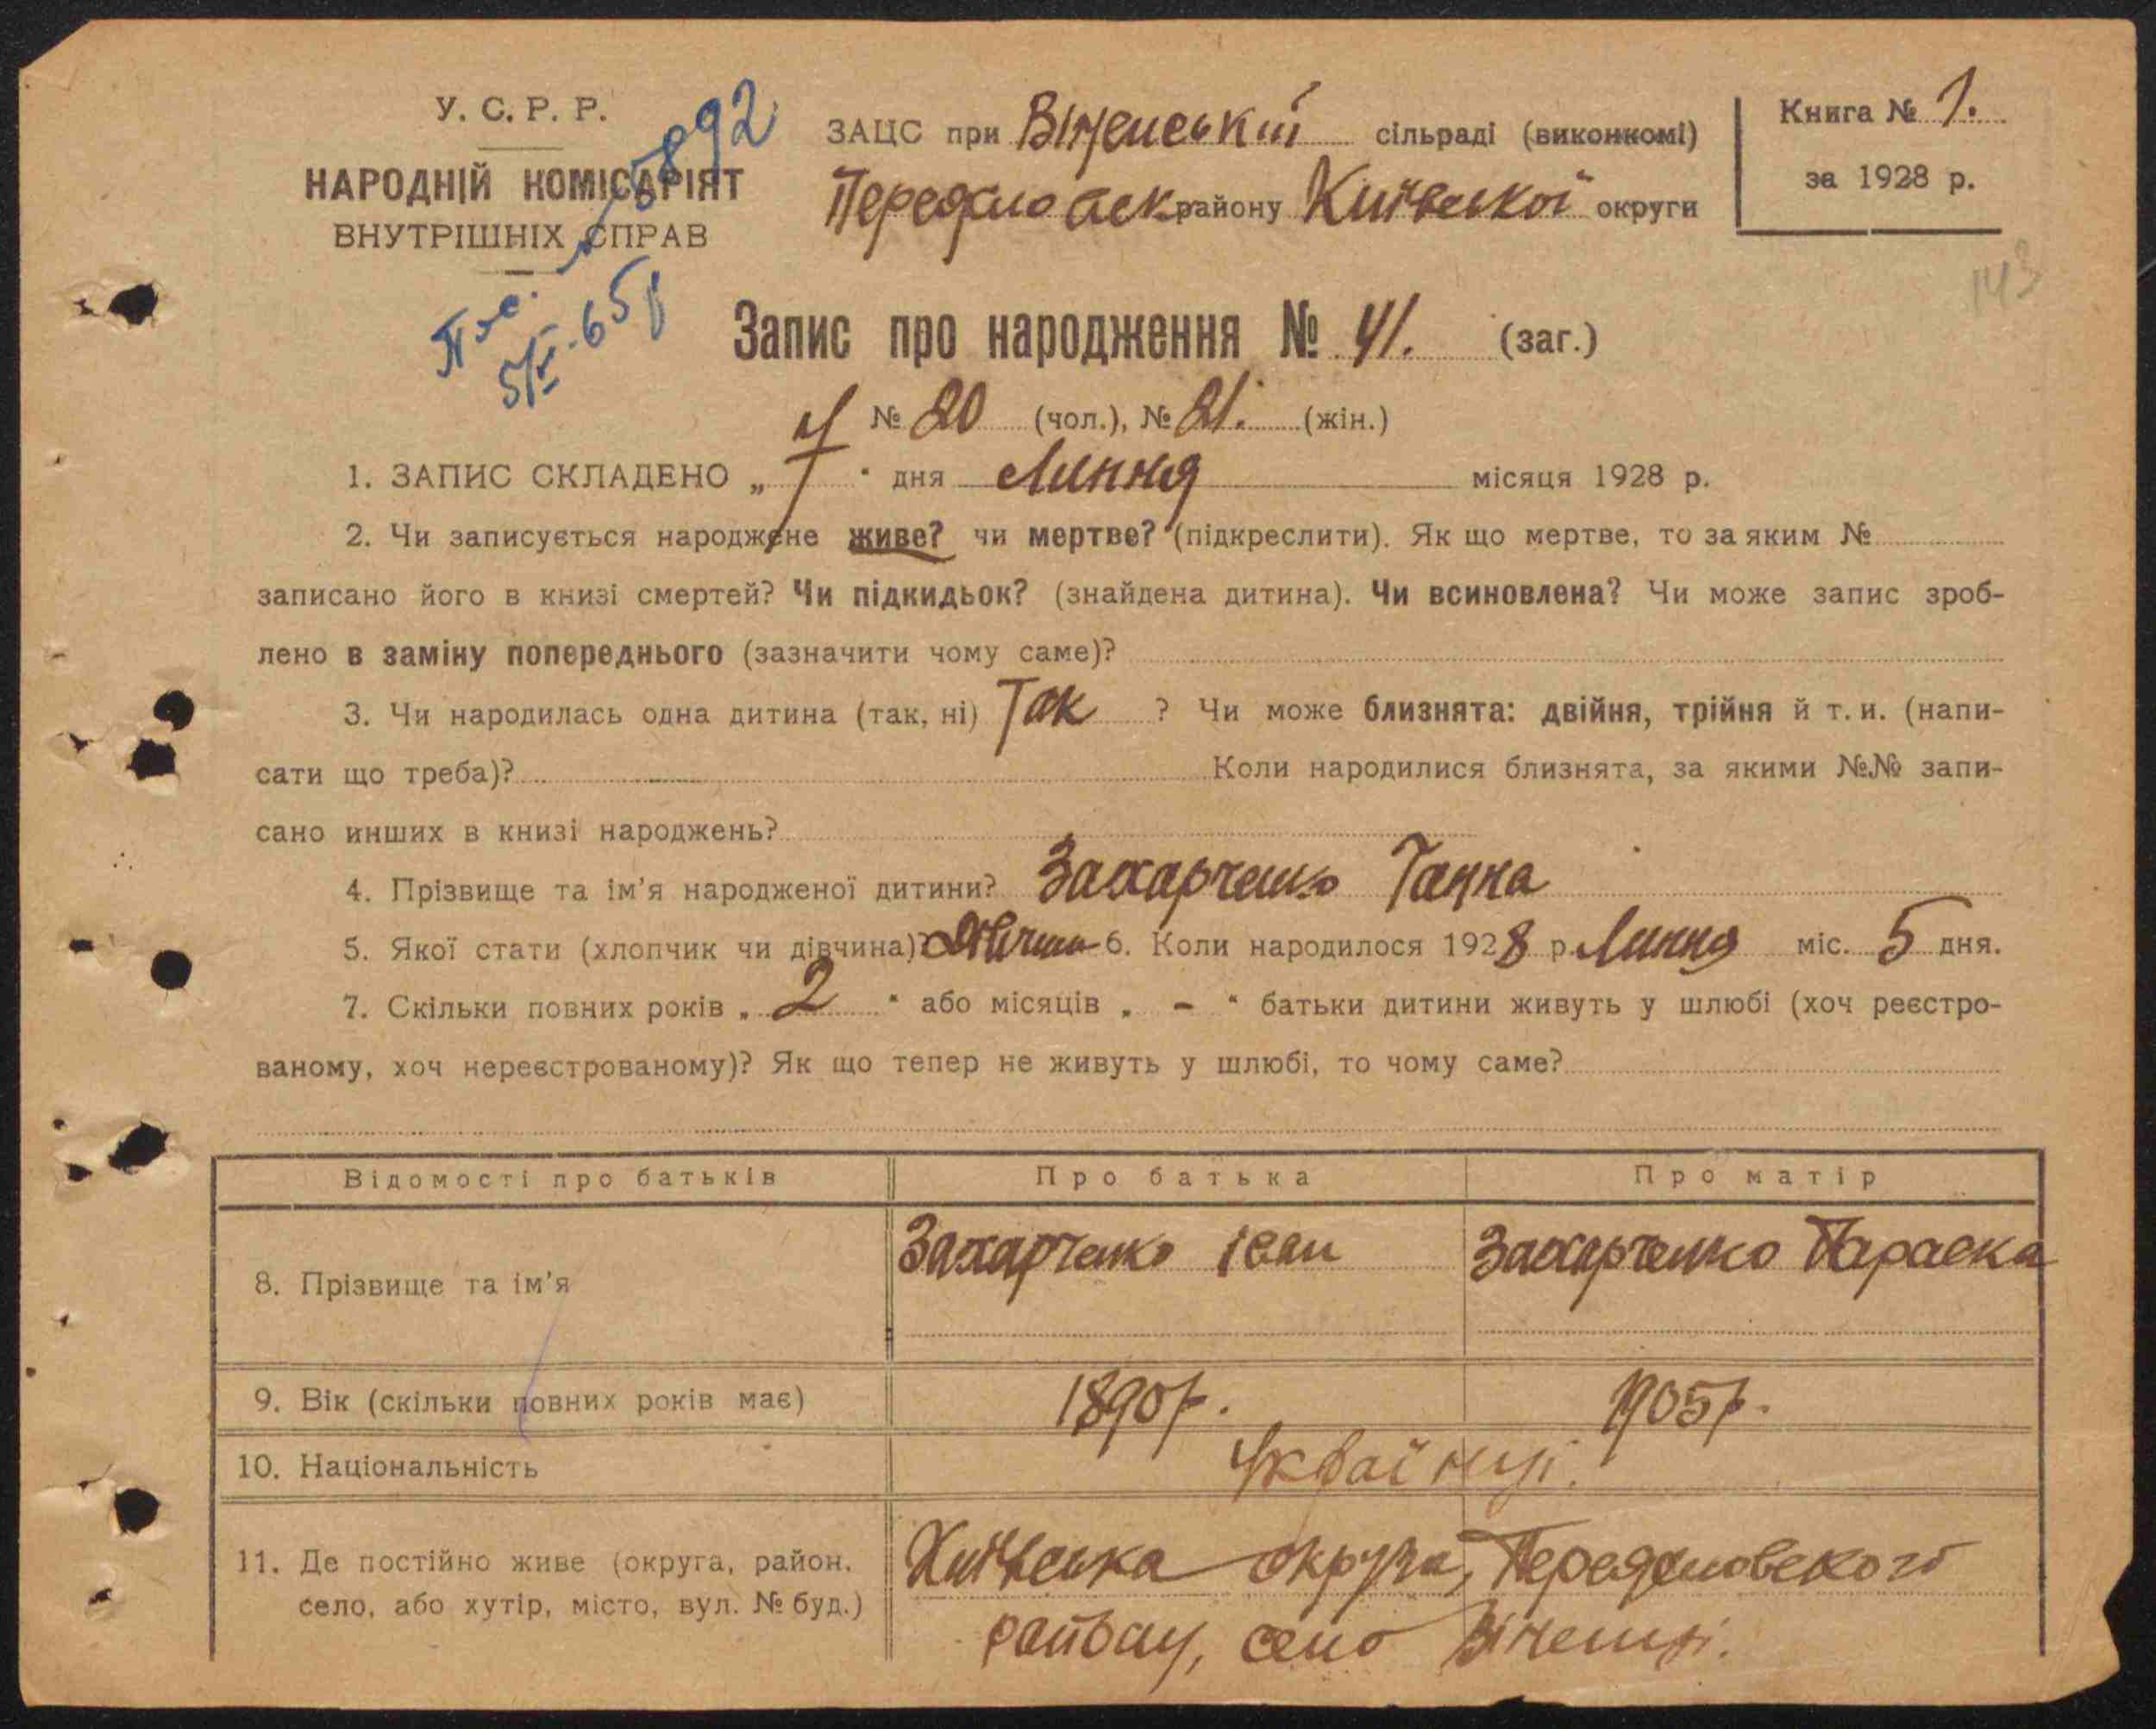 У. С. Р. Р.
НАРОДНІЙ КОМІСАРІЯТ
ВНУТРІШНІХ СПРАВ
892
5/II-65
ЗАЦС при сільраді (виконкомі)
району Київської округи
Книга № 1.
за 1928 р.
143
Запис про народження № 41. (заг.)
№ 20 (чол.), № 21. (жін.)
1. ЗАПИС СКЛАДЕНО „ 7 " дня Липня місяця 1928 р.
2. Чи записується народжене живе? чи мертве? (підкреслити). Як що мертве, то за яким №
записано його в книзі смертей? Чи підкидьок? (знайдена дитина). Чи всиновлена? Чи може запис зроб-
лено в заміну попереднього (зазначити чому саме)?
3. Чи народилась одна дитина (так, ні) Так ? Чи може близнята: двійня, трійня й т. и. (напи-
сати що треба)? Коли народилися близнята, за якими №№ запи-
сано инших в книзі народжень?
4. Прізвище та ім'я народженої дитини? Захарченко Ганна
5. Якої стати (хлопчик чи дівчина)? Дівчина 6. Коли народилося 1928 р. Липня міс. 5 дня.
7. Скільки повних років „ 2 " або місяців „ - " батьки дитини живуть у шлюбі (хоч реєстро-
ваному, хоч нереєстрованому)? Як що тепер не живуть у шлюбі, то чому саме?
Відомості про батьків Про батька Про матір
8. Прізвище та ім'я Захарченко Іван Захарченко Параска
9. Вік (скільки повних років має) 1890 р. 1905 р.
10. Національність Українці.
11. Де постійно живе (округа, район,
село, або хутір, місто, вул. № буд.)
Київська округа,
району, село